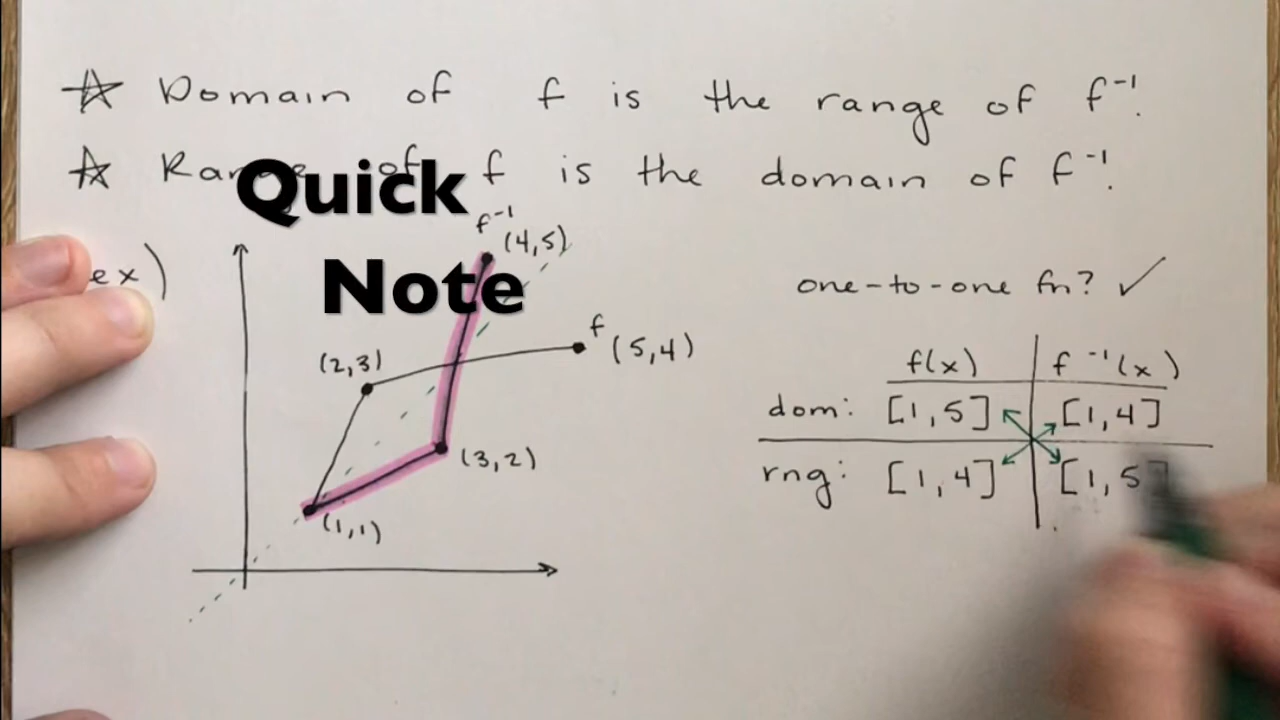 ☆ Domain of f is the range of f⁻¹.
☆ Range of f is the domain of f⁻¹.
Quick
Note
ex)
f⁻¹
(4,5)
(2,3)
f
(5,4)
(3,2)
(1,1)
one-to-one fn? ✓
f(x) f⁻¹(x)
dom: [1,5] [1,4]
rng: [1,4] [1,5]